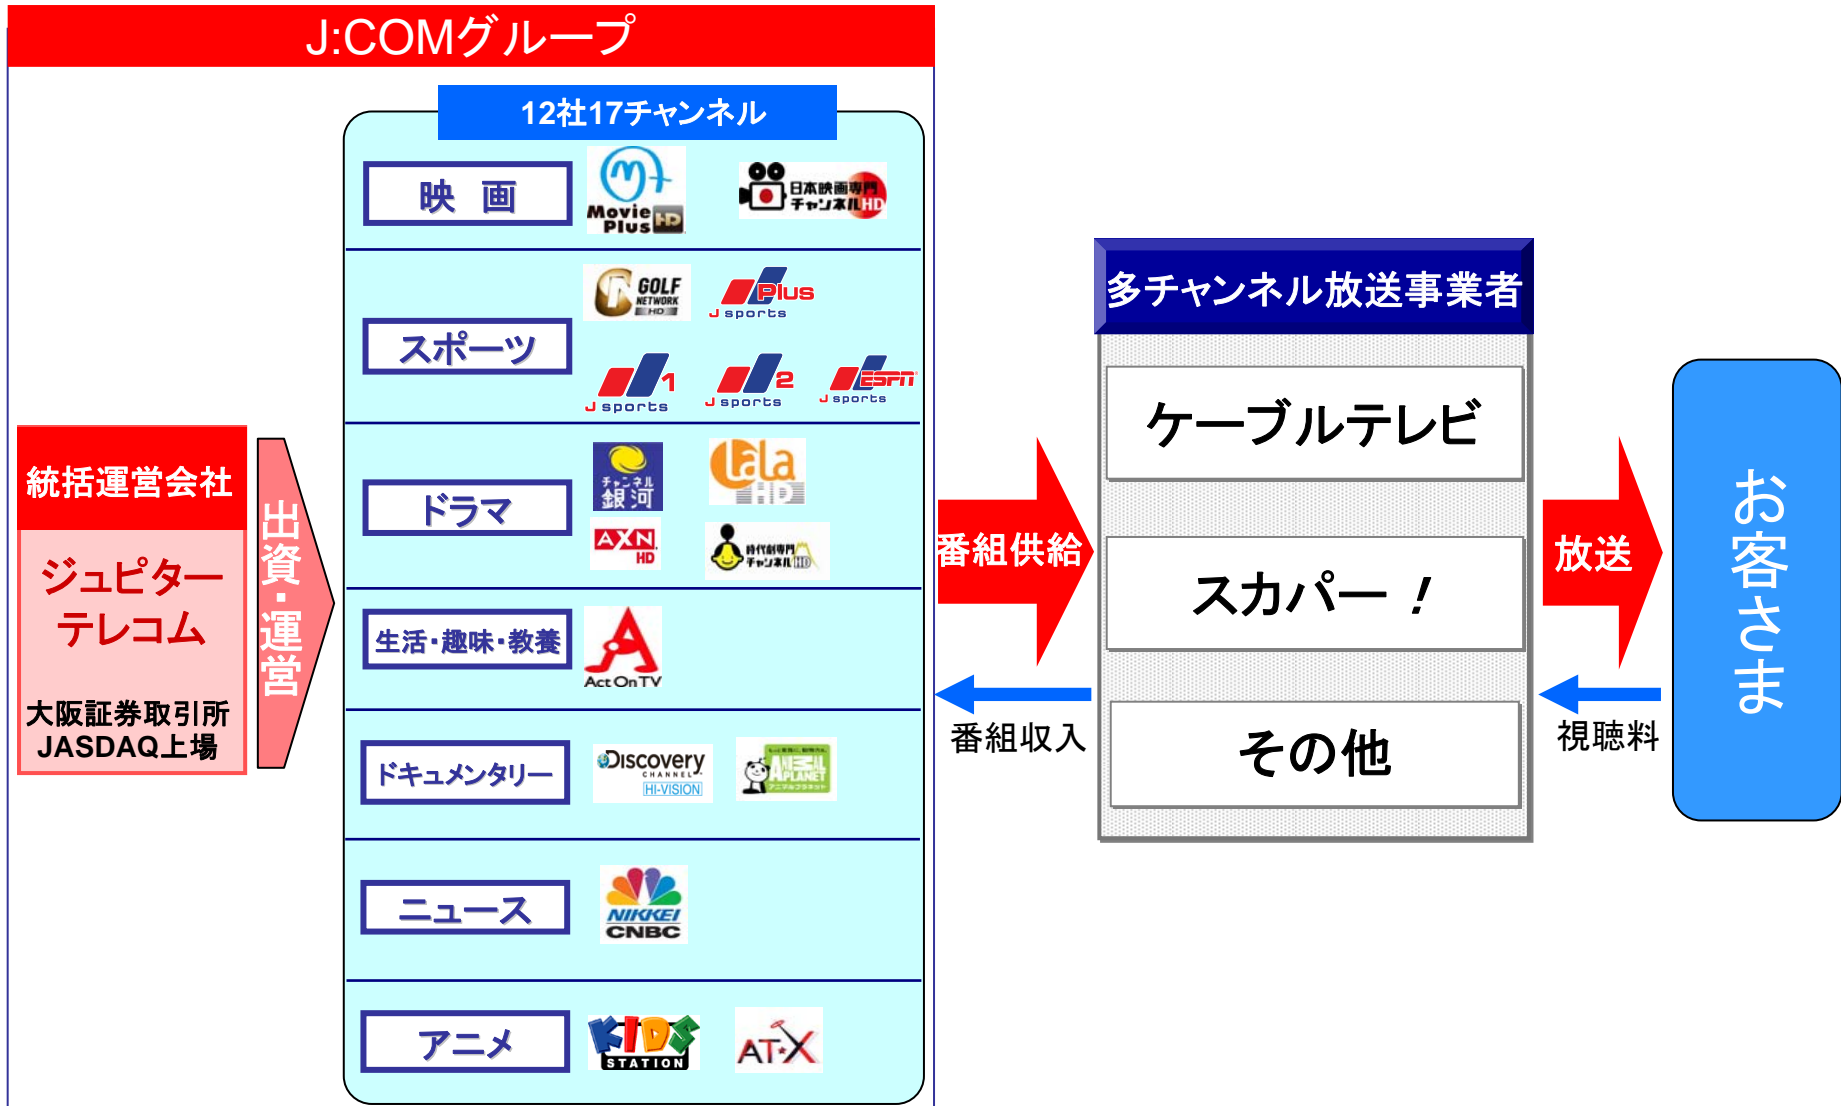 J:COMグループ
12社17チャンネル
映 画
Movie
Plus HD
日本映画専門
チャンネルHD
スポーツ
GOLF
NETWORK
HD
Plus
J sports
1
J sports
2
J sports
ESPN
J sports
ドラマ
チャンネル
銀河
LaLa
HD
AXN
HD
時代劇専門
チャンネルHD
生活・趣味・教養
Act On TV
ドキュメンタリー
Discovery
CHANNEL
HI-VISION
ANIMAL
PLANET
アニマルプラネット
ニュース
NIKKEI
CNBC
アニメ
KIDS
STATION
AT-X
統括運営会社
ジュピター
テレコム
大阪証券取引所
JASDAQ上場
出資・運営
番組供給
番組収入
多チャンネル放送事業者
ケーブルテレビ
スカパー!
その他
放送
視聴料
お客さま